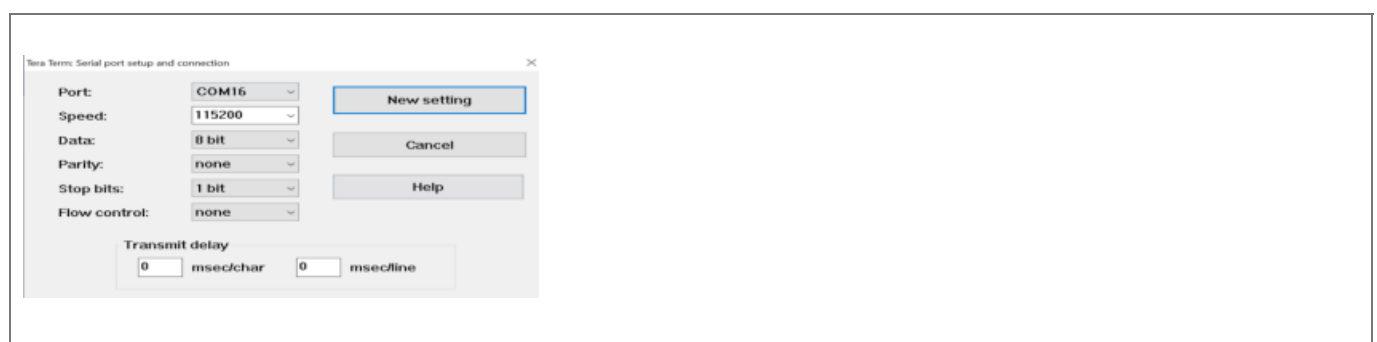 Tera Term: Serial port setup and connection
Port: COM16 New setting
Speed: 115200
Data: 8 bit Cancel
Parity: none
Stop bits: 1 bit Help
Flow control: none
Transmit delay
0 msec/char 0 msec/line